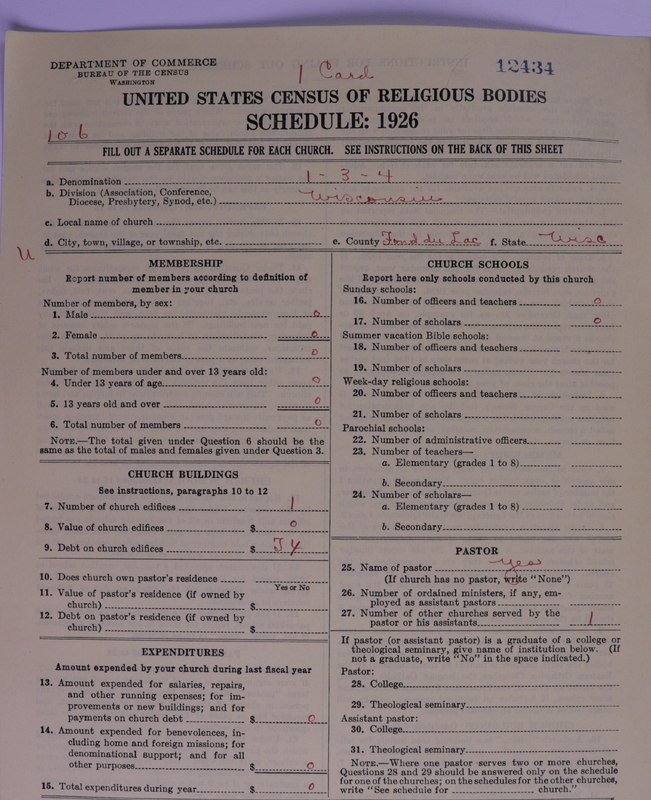 DEPARTMENT OF COMMERCE
BUREAU OF THE CENSUS
WASHINGTON
1 Card
12434
UNITED STATES CENSUS OF RELIGIOUS BODIES
SCHEDULE: 1926
106
FILL OUT A SEPARATE SCHEDULE FOR EACH CHURCH. SEE INSTRUCTIONS ON THE BACK OF THIS SHEET
a. Denomination 1-3-4
b. Division (Association, Conference,
Diocese, Presbytery, Synod, etc.) Wisconsin
c. Local name of church
d. City, town, village, or township, etc. e. County Fond du Lac f. State Wisc
U
MEMBERSHIP
Report number of members according to definition of
member in your church
Number of members, by sex:
1. Male 0
2. Female 0
3. Total number of members 0
Number of members under and over 13 years old:
4. Under 13 years of age 0
5. 13 years old and over 0
6. Total number of members 0
NOTE.—The total given under Question 6 should be the
same as the total of males and females given under Question 3.
CHURCH BUILDINGS
See instructions, paragraphs 10 to 12
7. Number of church edifices 1
8. Value of church edifices $ 0
9. Debt on church edifices $
10. Does church own pastor's residence
Yes or No
11. Value of pastor's residence (if owned by
church) $
12. Debt on pastor's residence (if owned by
church) $
EXPENDITURES
Amount expended by your church during last fiscal year
13. Amount expended for salaries, repairs,
and other running expenses; for im-
provements or new buildings; and for
payments on church debt $ 0
14. Amount expended for benevolences, in-
cluding home and foreign missions; for
denominational support; and for all
other purposes $ 0
15. Total expenditures during year $ 0
CHURCH SCHOOLS
Report here only schools conducted by this church
Sunday schools:
16. Number of officers and teachers 0
17. Number of scholars 0
Summer vacation Bible schools:
18. Number of officers and teachers
19. Number of scholars
Week-day religious schools:
20. Number of officers and teachers
21. Number of scholars
Parochial schools:
22. Number of administrative officers
23. Number of teachers—
a. Elementary (grades 1 to 8)
b. Secondary
24. Number of scholars—
a. Elementary (grades 1 to 8)
b. Secondary
PASTOR
25. Name of pastor Yes
(If church has no pastor, write "None")
26. Number of ordained ministers, if any, em-
ployed as assistant pastors
27. Number of other churches served by the
pastor or his assistants 1
If pastor (or assistant pastor) is a graduate of a college or
theological seminary, give name of institution below. (If
not a graduate, write "No" in the space indicated.)
Pastor:
28. College
29. Theological seminary
Assistant pastor:
30. College
31. Theological seminary
NOTE.—Where one pastor serves two or more churches,
Questions 28 and 29 should be answered only on the schedule
for one of the churches; on the schedules for the other churches,
write "See schedule for church."